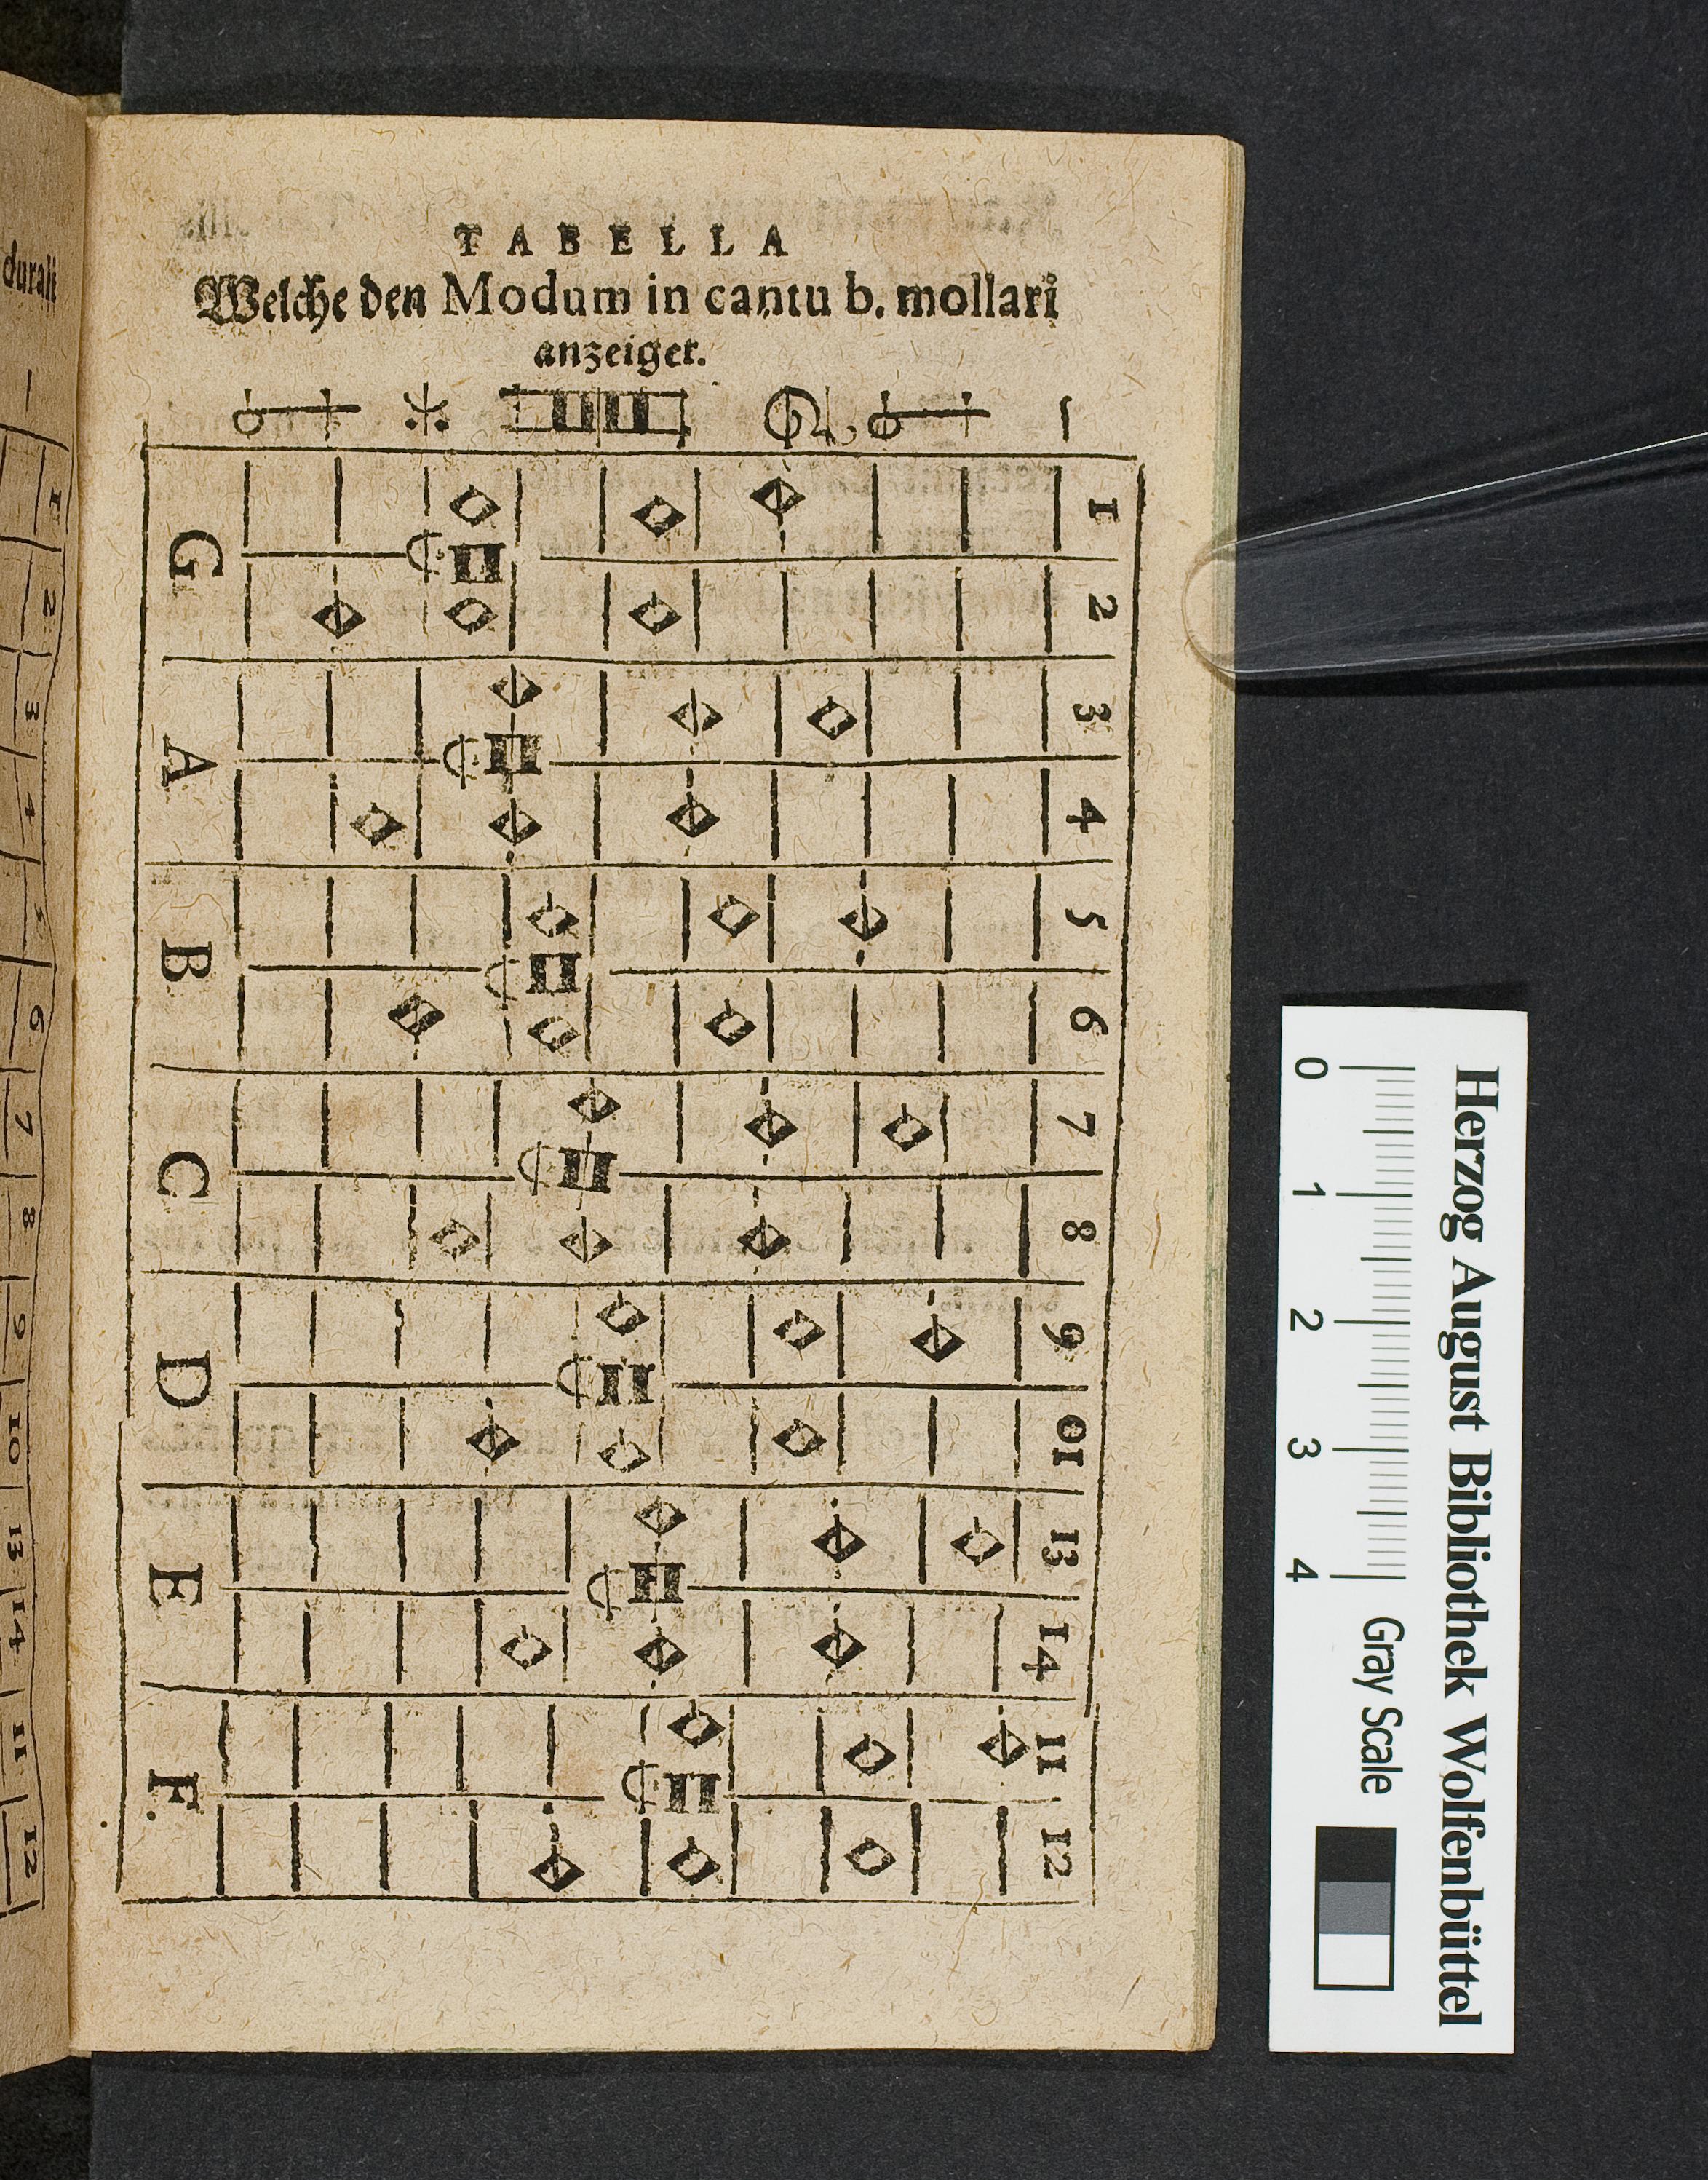 TABELLA
Welche den Modum in cantu b. mollari
anzeiget.
G
1
2
A
3
4
B
5
6
C
7
8
D
9
10
E
13
14
F.
11
12
durali
1
2
3
4
5
6
7
8
9
10
13
14
11
12
Herzog August Bibliothek Wolfenbüttel
0 1 2 3 4 Gray Scale